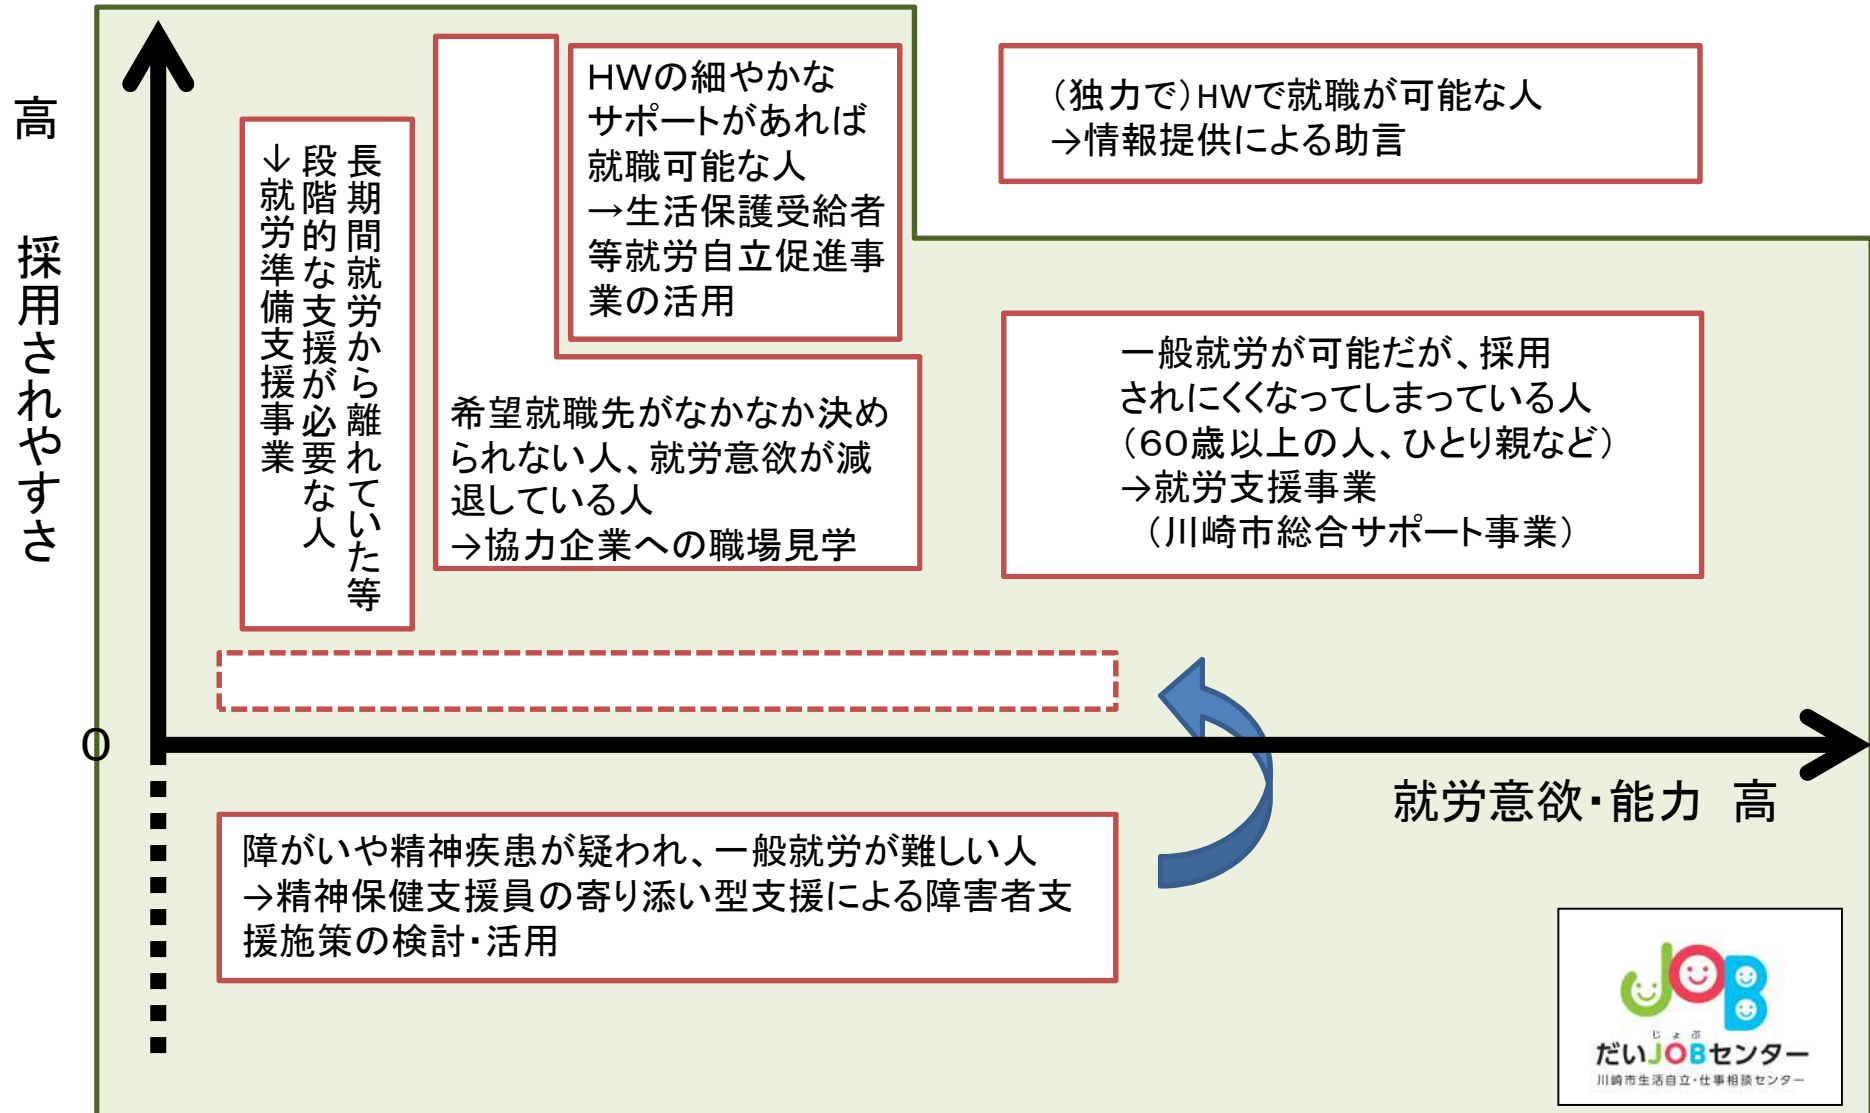 高　採用されやすさ
長期間就労から離れていた等
段階的な支援が必要な人
↓就労準備支援事業
HWの細やかな
サポートがあれば
就職可能な人
→生活保護受給者
等就労自立促進事
業の活用
希望就職先がなかなか決め
られない人、就労意欲が減
退している人
→協力企業への職場見学
（独力で）HWで就職が可能な人
→情報提供による助言
一般就労が可能だが、採用
されにくくなってしまっている人
（60歳以上の人、ひとり親など）
→就労支援事業
（川崎市総合サポート事業）
0
就労意欲・能力　高
障がいや精神疾患が疑われ、一般就労が難しい人
→精神保健支援員の寄り添い型支援による障害者支
援施策の検討・活用
JOB
じょぶ
だいJOBセンター
川崎市生活自立・仕事相談センター